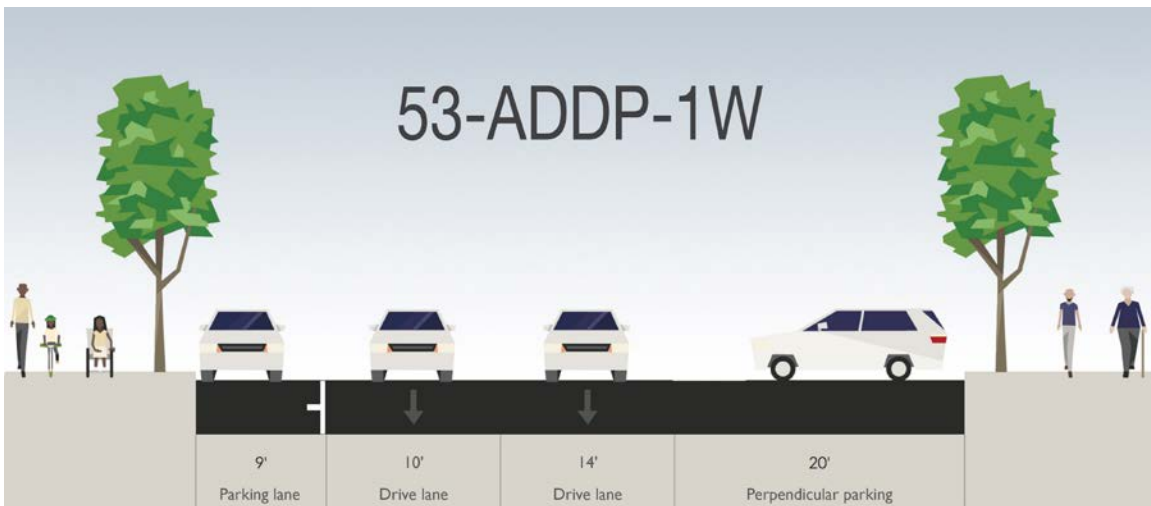 53-ADDP-1W
9' 10' 14' 20'
Parking lane Drive lane Drive lane Perpendicular parking